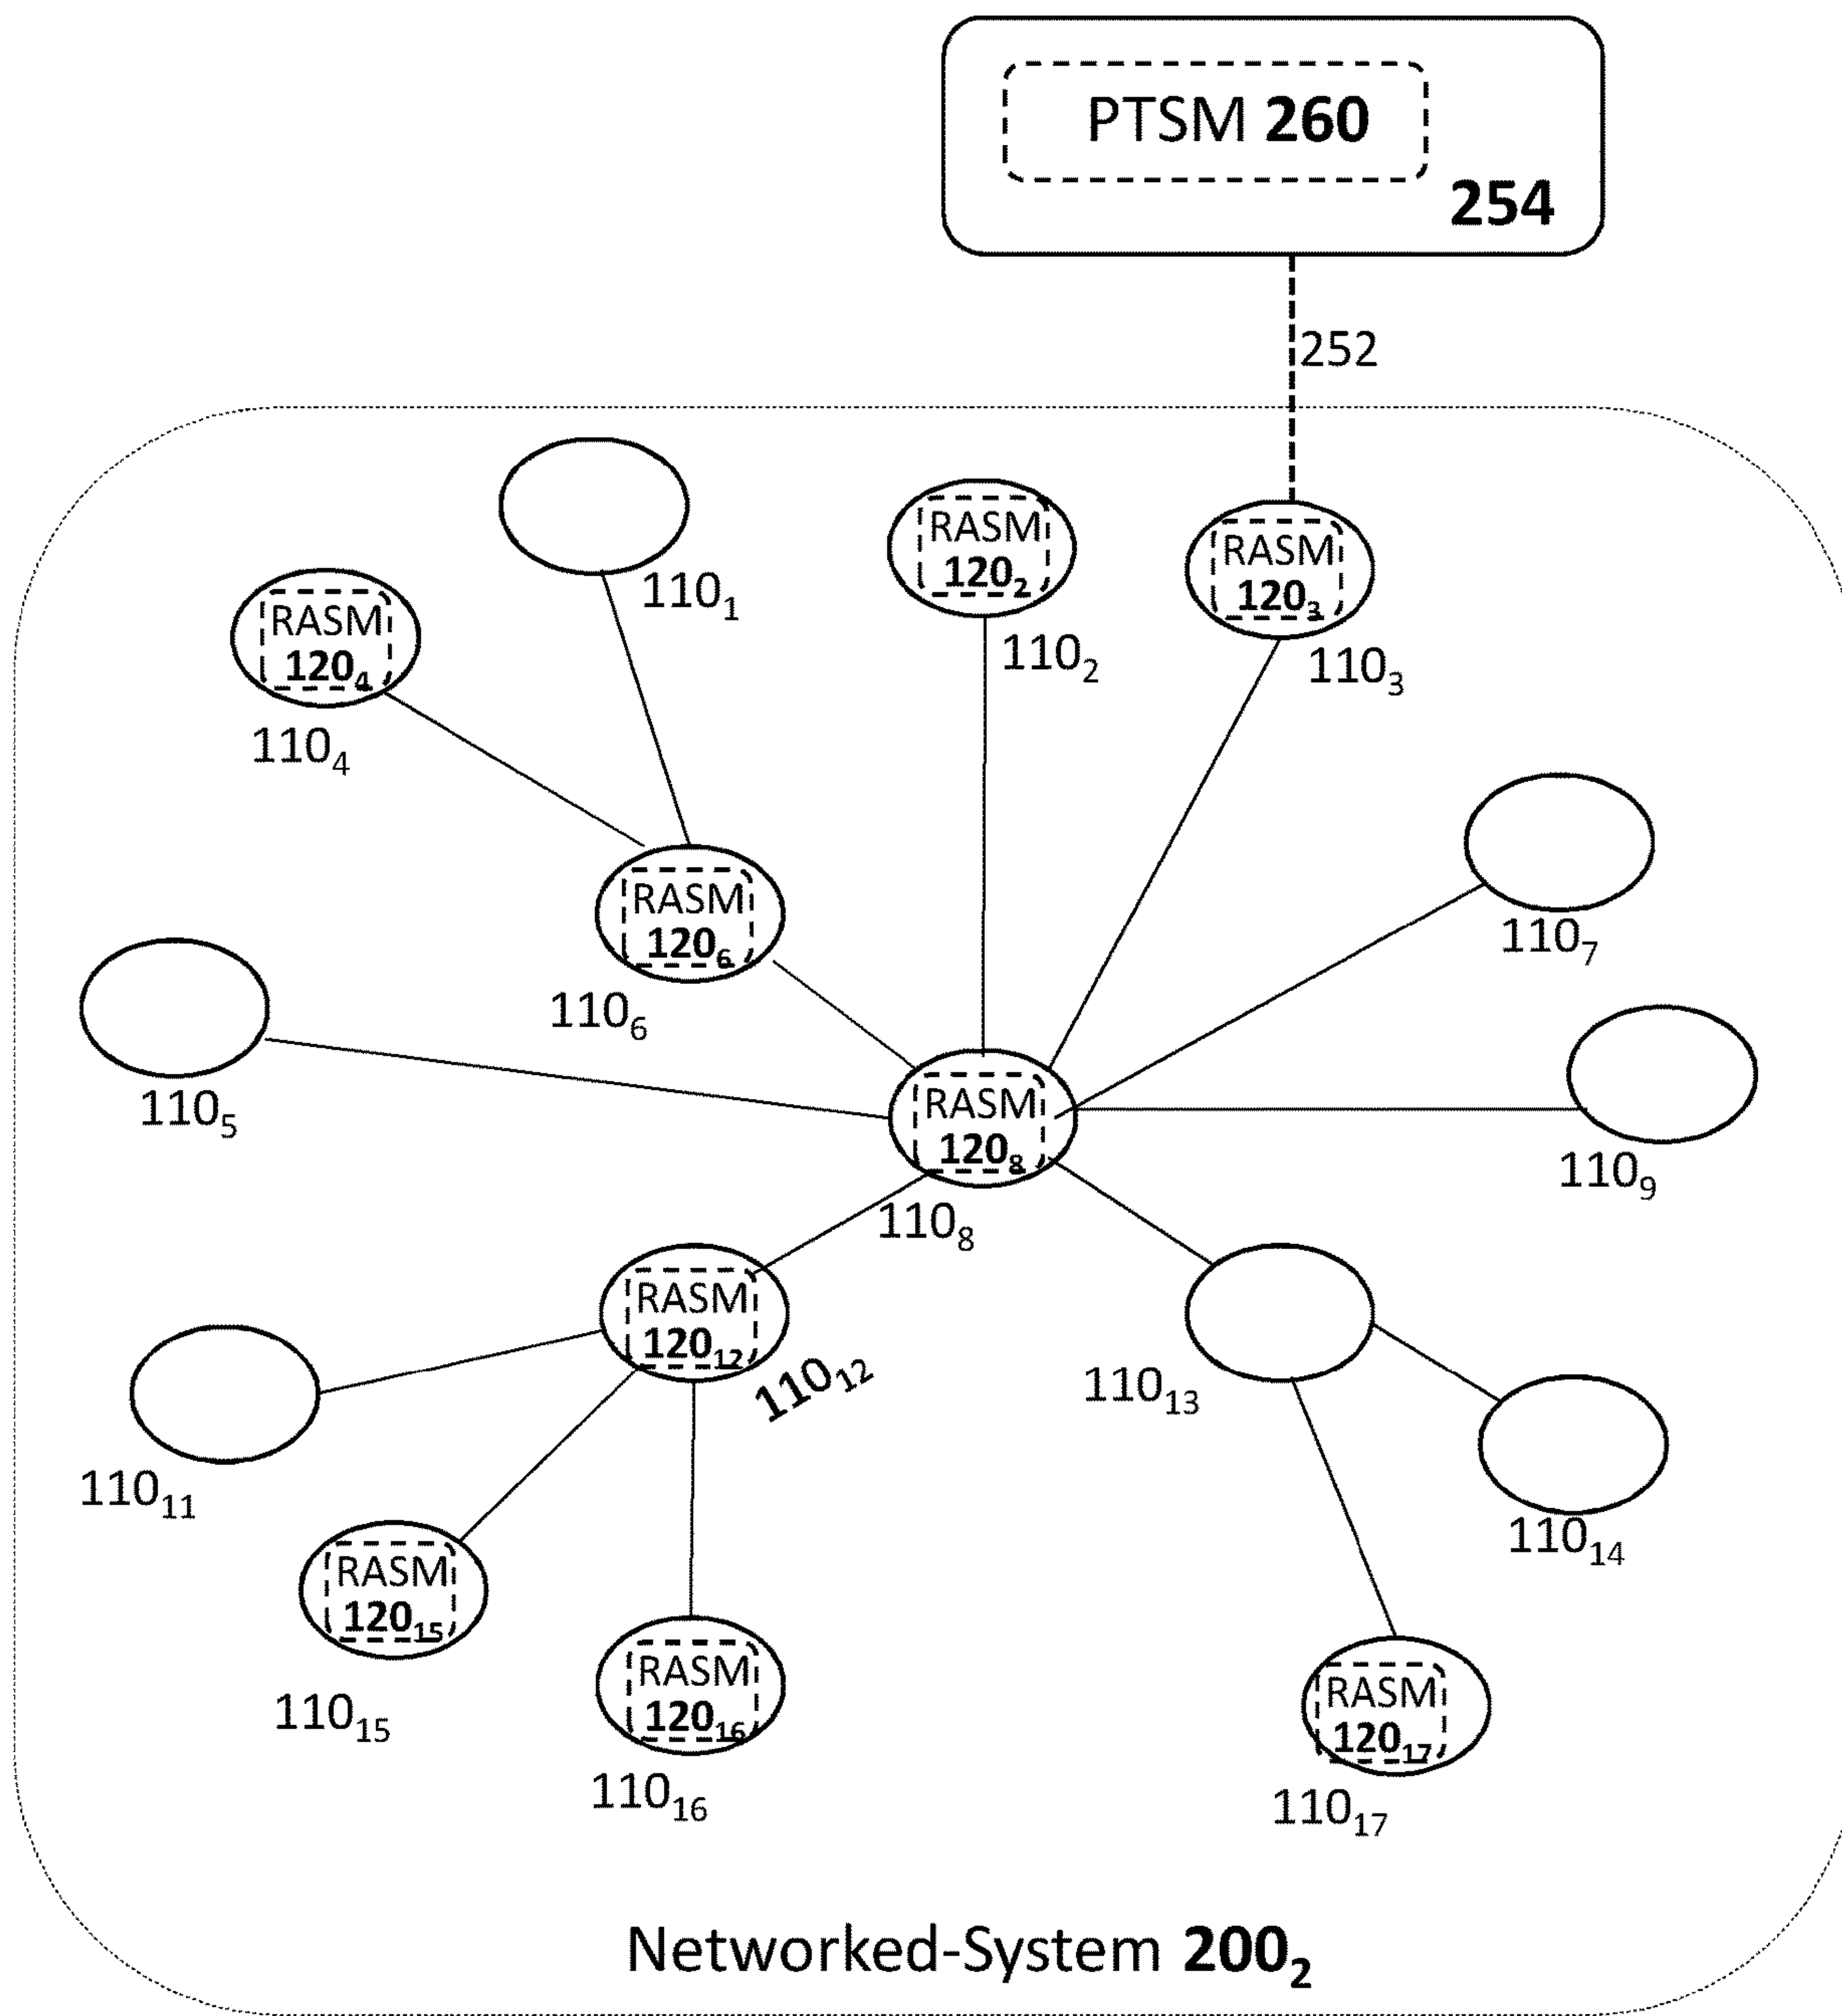 PTSM 260
254
252
110₁
RASM
120₂
110₂
RASM
120₃
110₃
RASM
120₄
110₄
RASM
120₆
110₆
110₇
110₅
RASM
120₈
110₈
110₉
RASM
120₁₂
110₁₂
110₁₃
110₁₁
110₁₄
RASM
120₁₅
110₁₅
RASM
120₁₆
110₁₆
RASM
120₁₇
110₁₇
Networked-System 200₂